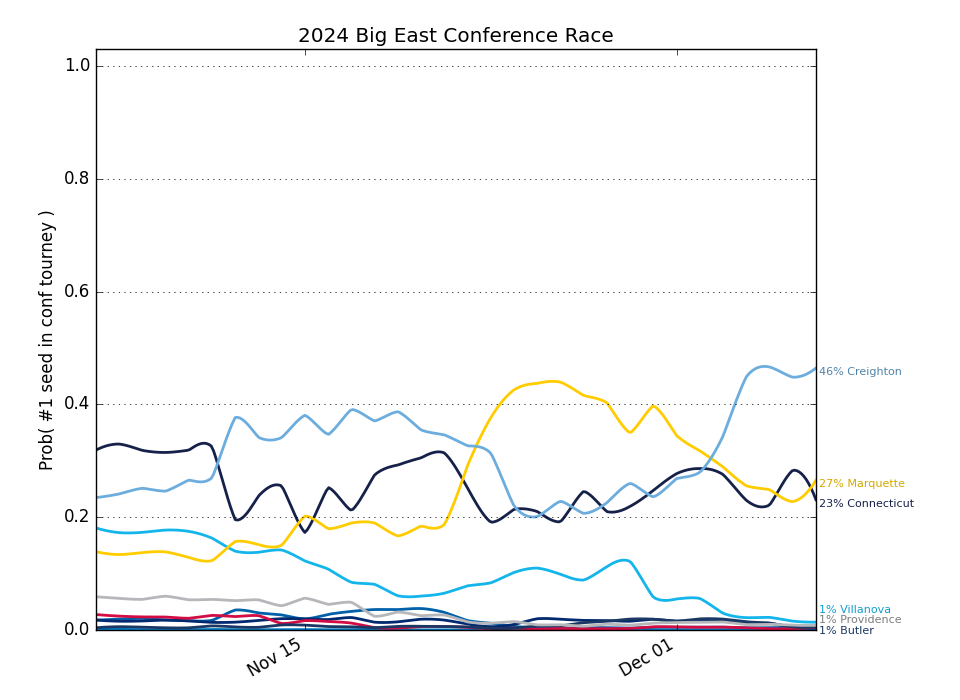 2024 Big East Conference Race
Prob( #1 seed in conf tourney )
1.0
0.8
0.6
0.4
0.2
0.0
Nov 15
Dec 01
46% Creighton
27% Marquette
23% Connecticut
1% Villanova
1% Providence
1% Butler